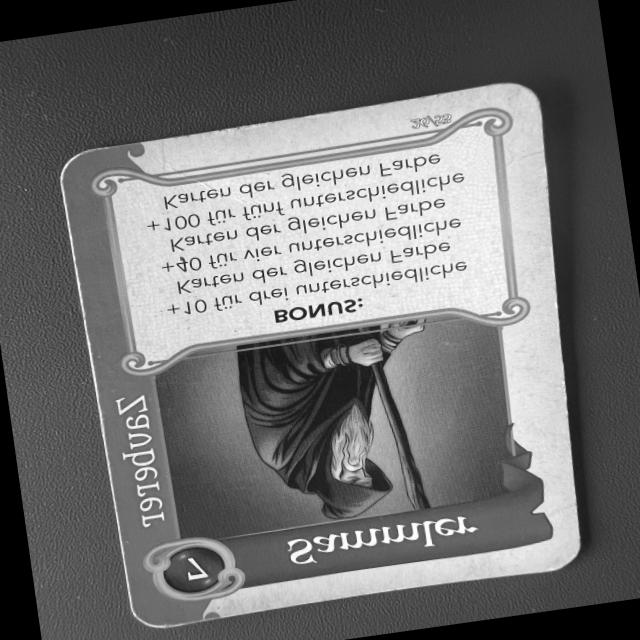 7
Sammler
Zauberer
BONUS:
+10 für drei unterschiedliche
Karten der gleichen Farbe
+40 für vier unterschiedliche
Karten der gleichen Farbe
+100 für fünf unterschiedliche
Karten der gleichen Farbe